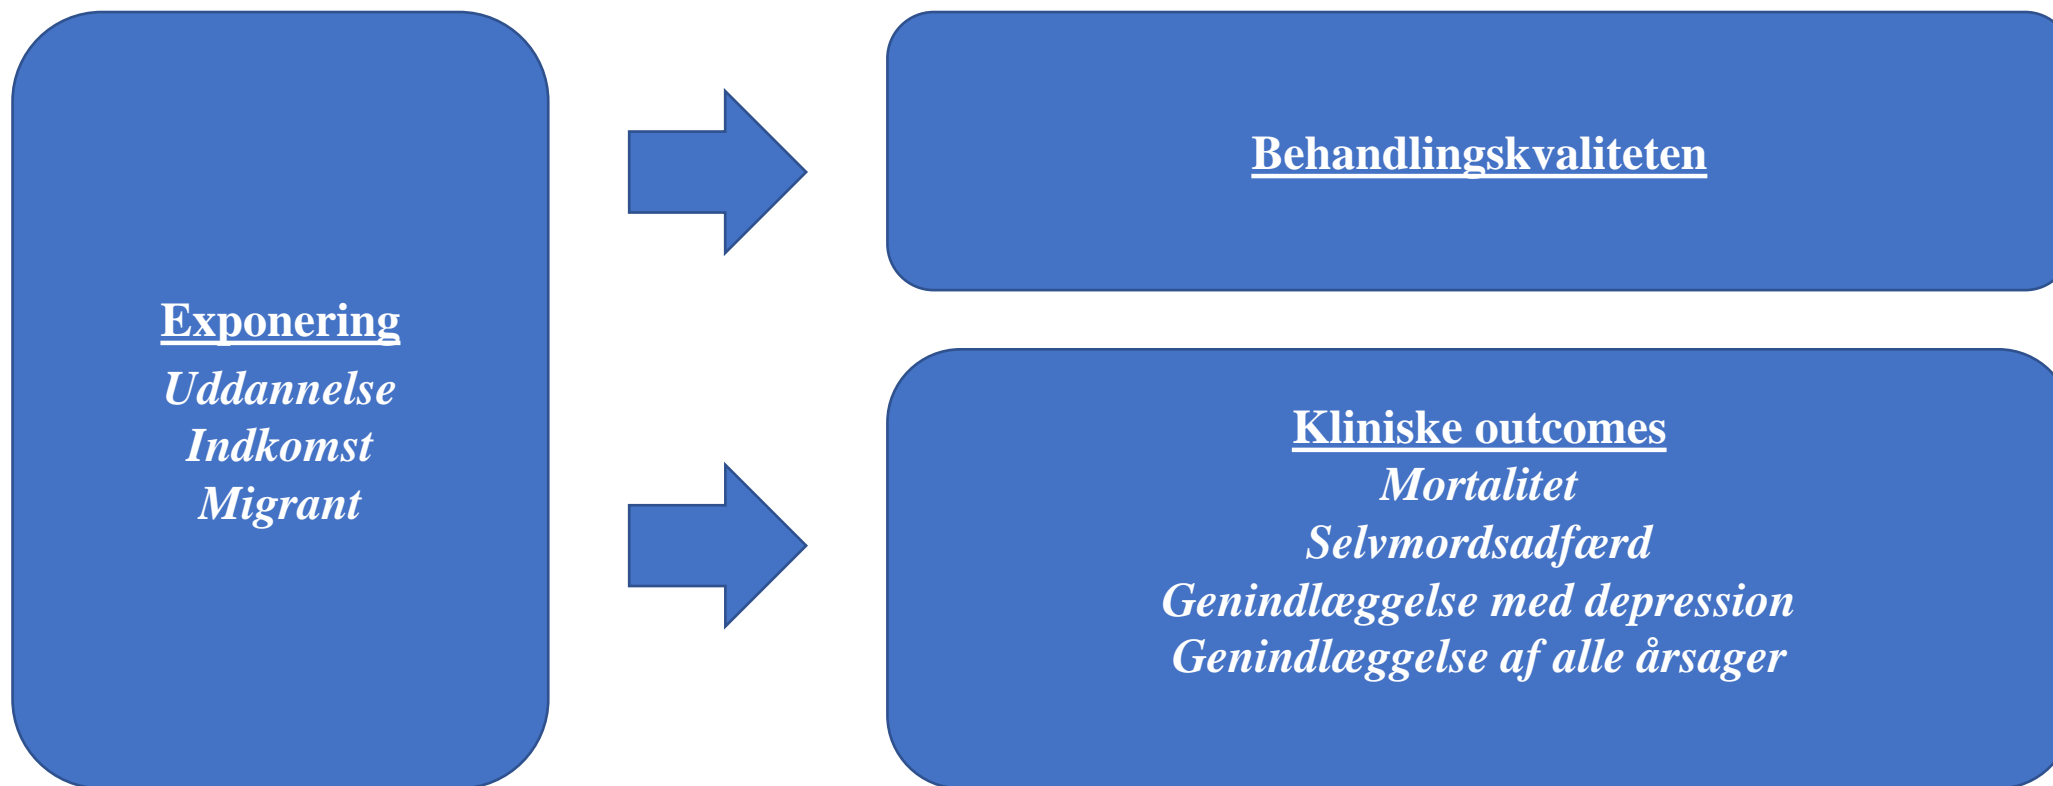 Exponering
Uddannelse
Indkomst
Migrant
Behandlingskvaliteten
Kliniske outcomes
Mortalitet
Selvmordsadfærd
Genindlæggelse med depression
Genindlæggelse af alle årsager